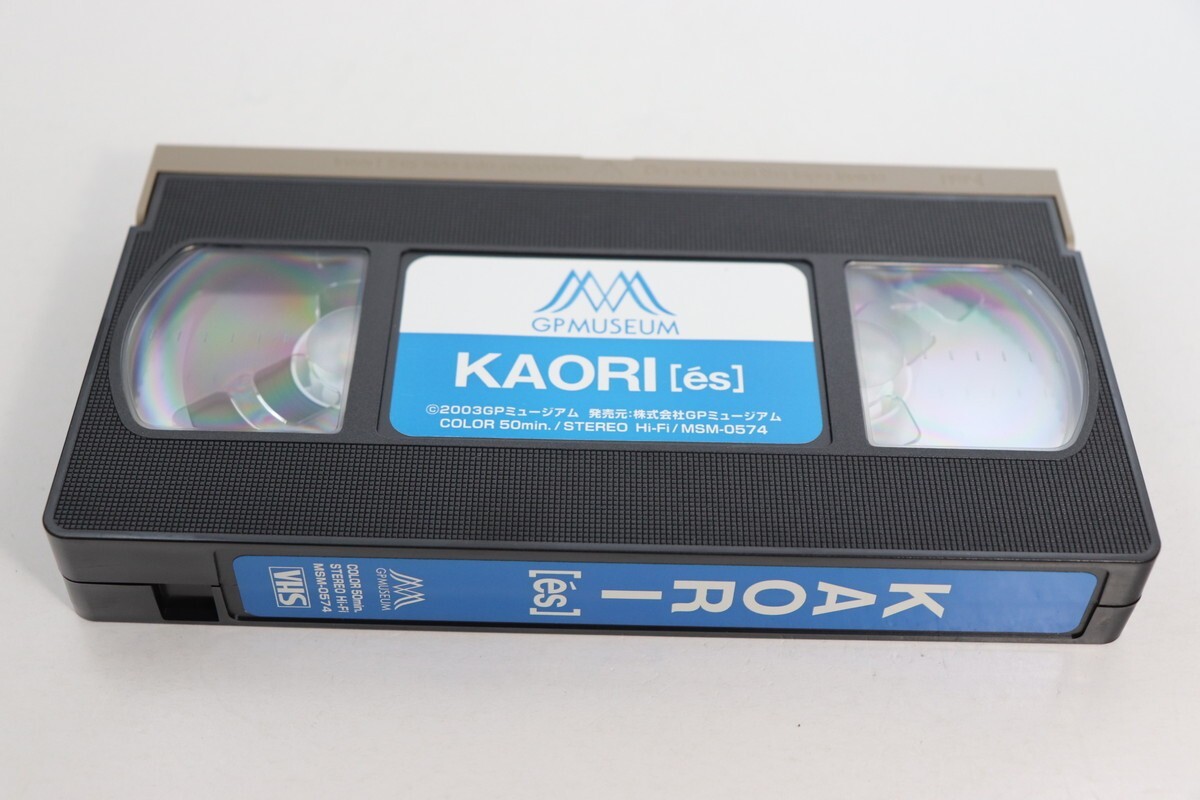 GPMUSEUM
KAORI [és]
©2003GPミュージアム 発売元:株式会社GPミュージアム
COLOR 50min./STEREO Hi-Fi/MSM-0574
KAORI
[és]
GPMUSEUM
COLOR 50min.
STEREO Hi-Fi
MSM-0574
VHS